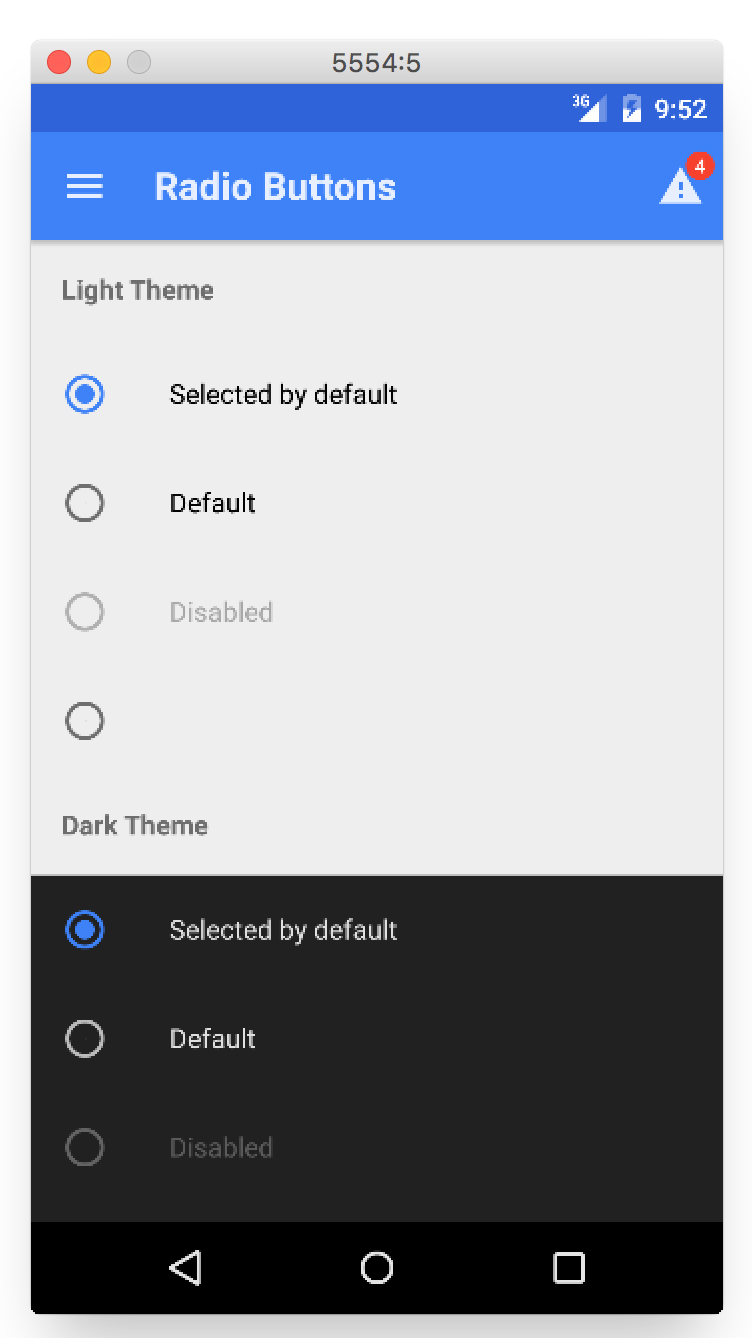 5554:5
3G 9:52
Radio Buttons 4
Light Theme
Selected by default
Default
Disabled
Dark Theme
Selected by default
Default
Disabled